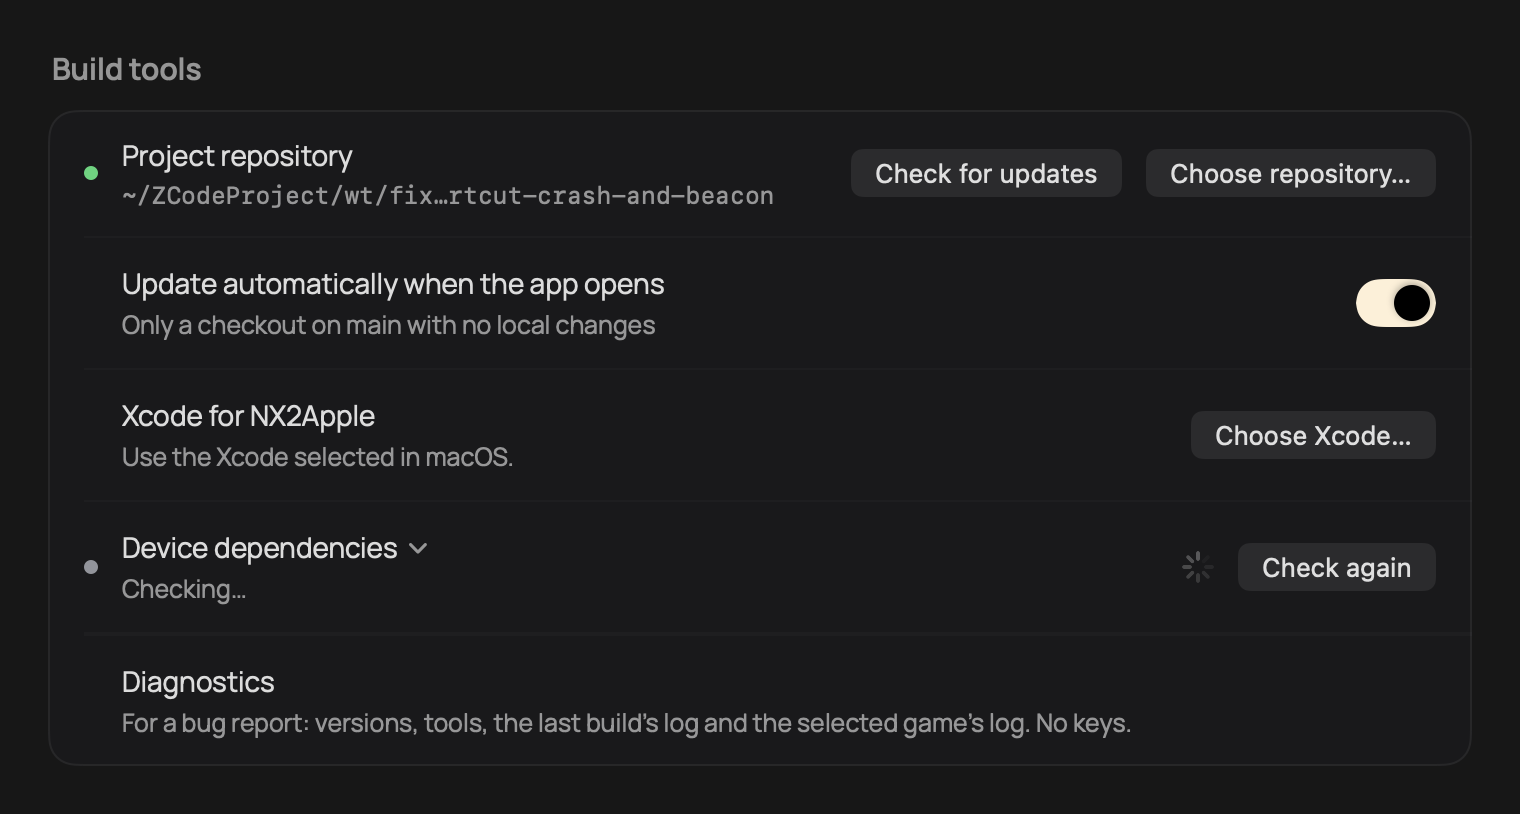 Build tools
Project repository
~/ZCodeProject/wt/fix…rtcut-crash-and-beacon
Check for updates
Choose repository...
Update automatically when the app opens
Only a checkout on main with no local changes
Xcode for NX2Apple
Use the Xcode selected in macOS.
Choose Xcode...
Device dependencies
Checking…
Check again
Diagnostics
For a bug report: versions, tools, the last build's log and the selected game's log. No keys.